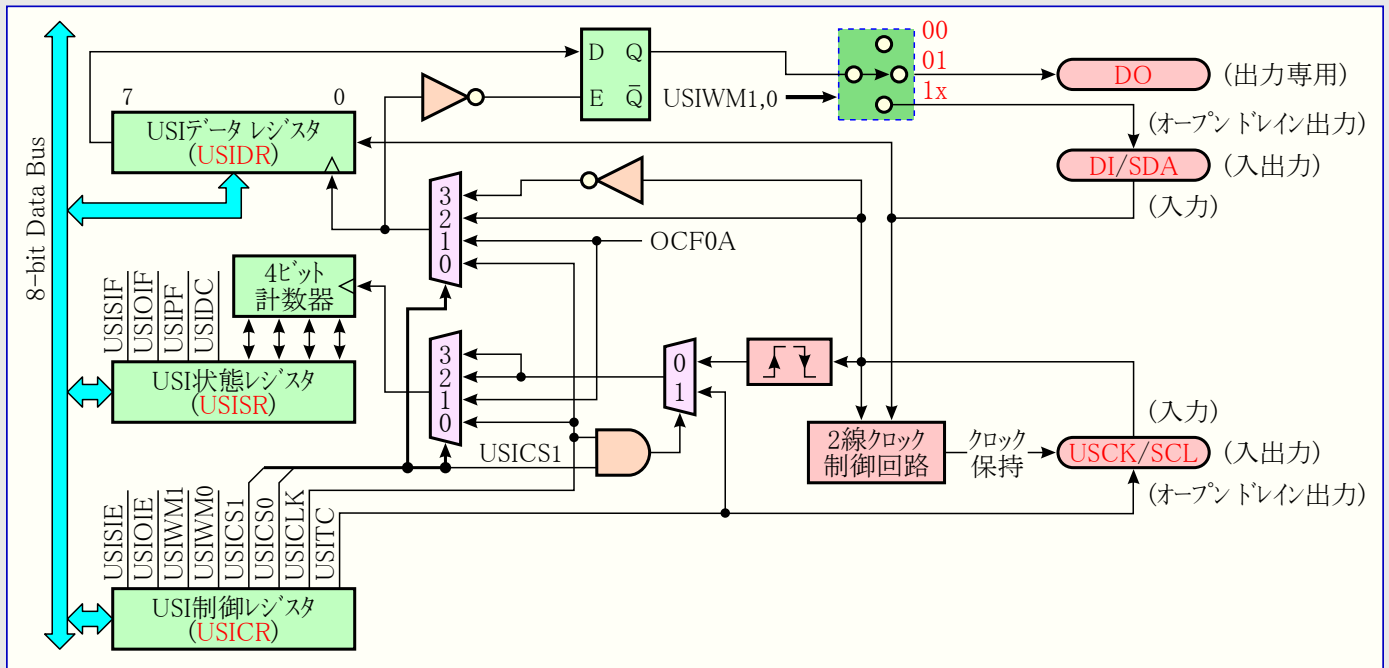 00
01
1x
D Q
E Q̅
USIWM1,0
DO
(出力専用)
(オープンドレイン出力)
DI/SDA
(入出力)
(入力)
7
0
USIデータ レジスタ
(USIDR)
8-bit Data Bus
3
2
1
0
OCF0A
USISIF
USIOIF
USIPF
USIDC
4ビット
計数器
USI状態レジスタ
(USISR)
3
2
1
0
0
1
USICS1
2線クロック
制御回路
クロック
保持
(入力)
USCK/SCL
(入出力)
(オープンドレイン出力)
USISIE
USIOIE
USIWM1
USIWM0
USICS1
USICS0
USICLK
USITC
USI制御レジスタ
(USICR)